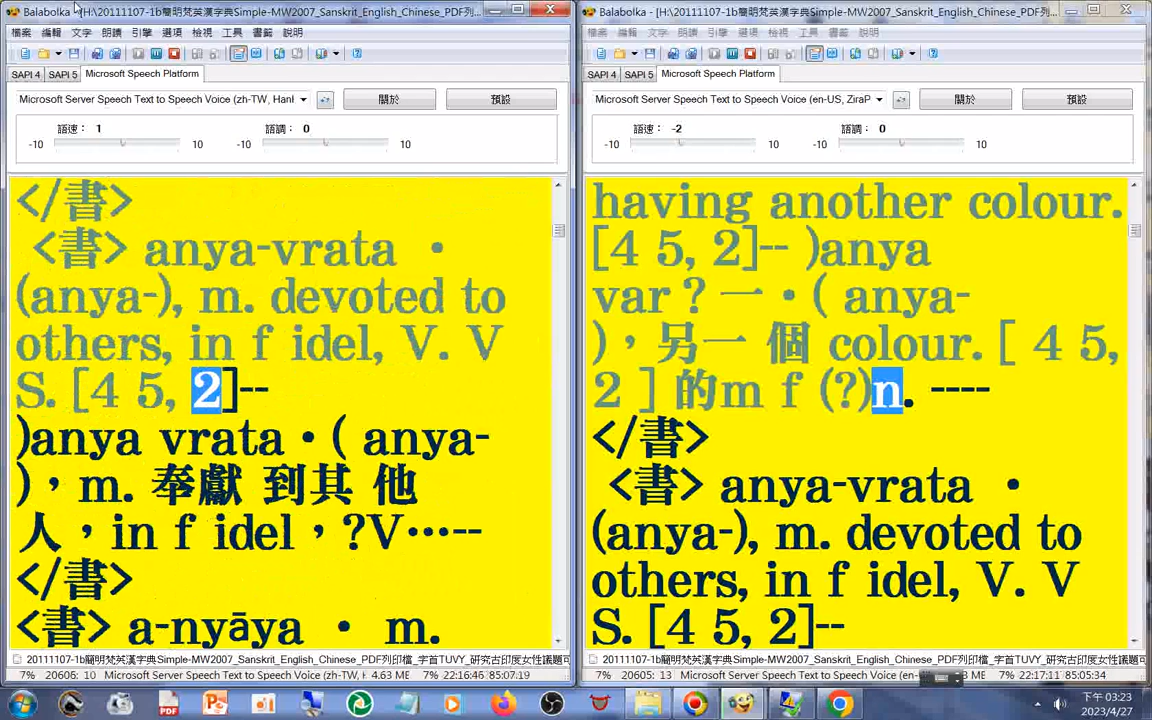 Balabolka - [H:\20111107-1b簡明梵英漢字典Simple-MW2007_Sanskrit_English_Chinese_PDF列...
檔案 編輯 文字 朗讀 引擎 選項 檢視 工具 書籤 說明
SAPI 4 SAPI 5 Microsoft Speech Platform
Microsoft Server Speech Text to Speech Voice (zh-TW, HanH 關於 預設
語速： 1 語調： 0
-10 10 -10 10
</書>
<書> anya-vrata ・
(anya-), m. devoted to
others, in f idel, V. V
S. [4 5, 2]--
)anya vrata・( anya-
)，m. 奉獻 到其 他
人，in f idel，?V…--
</書>
<書> a-nyāya ・ m.
20111107-1b簡明梵英漢字典Simple-MW2007_Sanskrit_English_Chinese_PDF列印檔_字首TUVY_研究古印度女性議題可
7% 20606: 10 Microsoft Server Speech Text to Speech Voice (zh-TW, H 4.63 ME 7% 22:16:45 85:07:19
Balabolka - [H:\20111107-1b簡明梵英漢字典Simple-MW2007_Sanskrit_English_Chinese_PDF列印...
檔案 編輯 文字 朗讀 引擎 選項 檢視 工具 書籤 說明
SAPI 4 SAPI 5 Microsoft Speech Platform
Microsoft Server Speech Text to Speech Voice (en-US, ZiraP 關於 預設
語速： -2 語調： 0
-10 10 -10 10
having another colour.
[4 5, 2]-- )anya
var？一・( anya-
)，另一 個 colour. [ 4 5,
2 ] 的m f (?)n. ----
</書>
<書> anya-vrata ・
(anya-), m. devoted to
others, in f idel, V. V
S. [4 5, 2]--
20111107-1b簡明梵英漢字典Simple-MW2007_Sanskrit_English_Chinese_PDF列印檔_字首TUVY_研究古印度女性議題可
7% 20605: 13 Microsoft Server Speech Text to Speech Voice (en-US, 7% 22:17:11 85:05:34
下午 03:23
2023/4/27